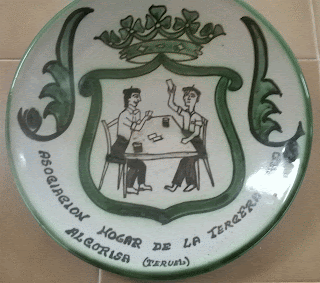 ASOCIACION HOGAR DE LA TERCERA
ALCORISA (TERUEL)